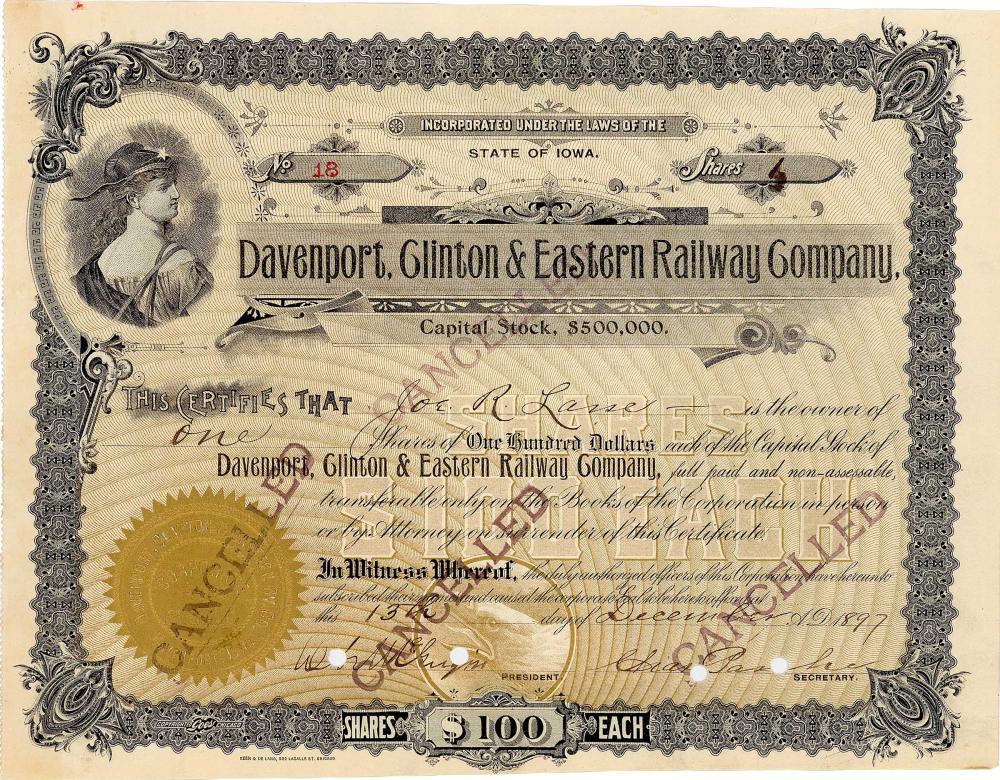 INCORPORATED UNDER THE LAWS OF THE
STATE OF IOWA.
No 18
Shares
Davenport, Clinton & Eastern Railway Company,
Capital Stock, $500,000.
THIS CERTIFIES THAT Joe R Lane is the owner of
one Shares of One Hundred Dollars each of the Capital Stock of
Davenport, Clinton & Eastern Railway Company, full paid and non-assessable,
transferable only on the Books of the Corporation in person
or by Attorney on surrender of this Certificate.
In Witness Whereof, the duly authorized officers of this Corporation have hereunto
subscribed their names and caused the corporate Seal to be hereto affixed at
this 13th day of December A.D. 1897
PRESIDENT
SECRETARY.
SHARES $100 EACH
SHARES
$100 EACH
CANCELLED
CANCELLED
CANCELLED
CANCELLED